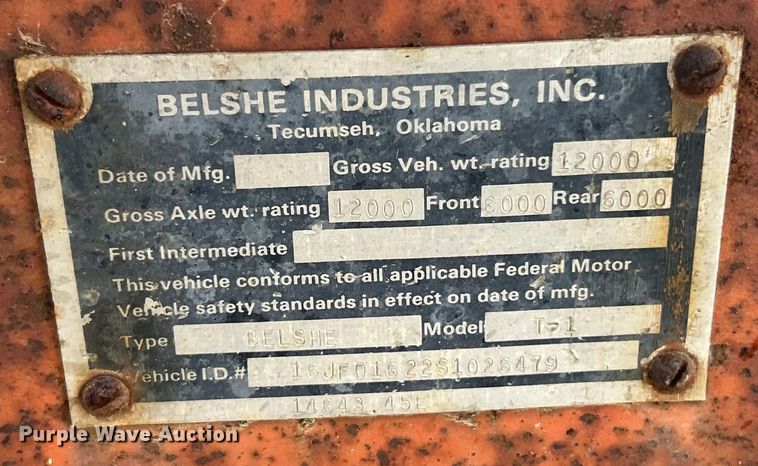 BELSHE INDUSTRIES, INC.
Tecumseh, Oklahoma
Date of Mfg. Gross Veh. wt. rating 12000
Gross Axle wt. rating 12000 Front 6000 Rear 6000
First Intermediate
This vehicle conforms to all applicable Federal Motor
Vehicle safety standards in effect on date of mfg.
Type BELSHE Model T-1
Vehicle I.D.# 16JF01622S1026479
14643 45E
Purple Wave Auction